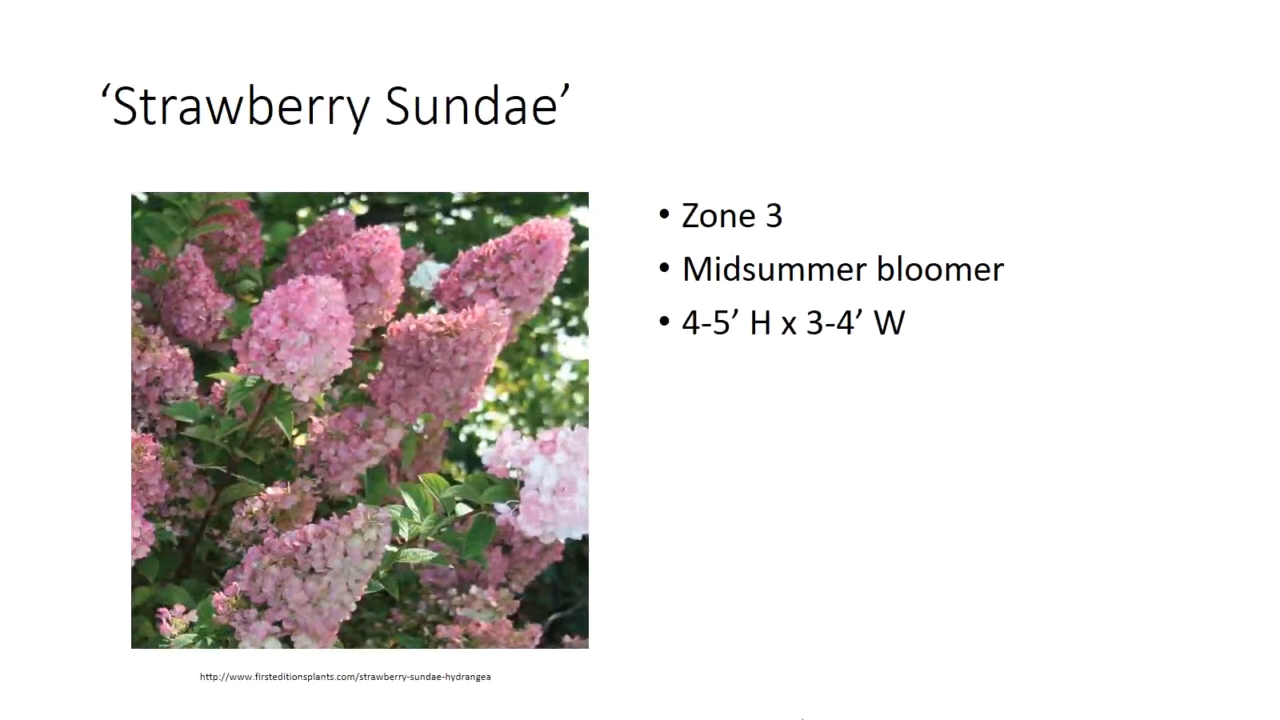 ‘Strawberry Sundae’
• Zone 3
• Midsummer bloomer
• 4-5’ H x 3-4’ W
http://www.firsteditionsplants.com/strawberry-sundae-hydrangea